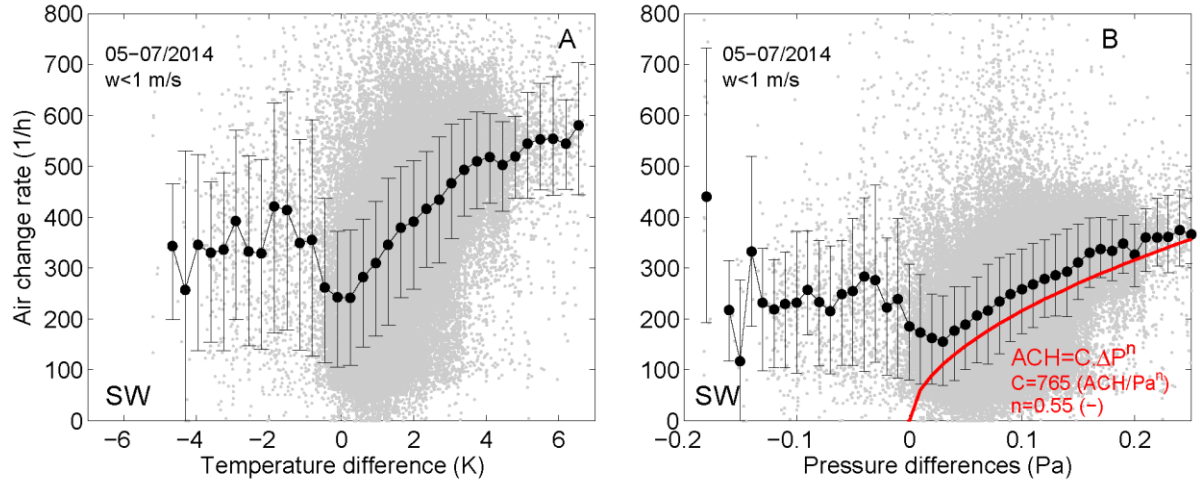 Air change rate (1/h)
800
700
600
500
400
300
200
100
0
05−07/2014
w<1 m/s
A
SW
−6
−4
−2
0
2
4
6
Temperature difference (K)
800
700
600
500
400
300
200
100
0
05−07/2014
w<1 m/s
B
SW
ACH=C.ΔPⁿ
C=765 (ACH/Paⁿ)
n=0.55 (−)
−0.2
−0.1
0
0.1
0.2
Pressure differences (Pa)